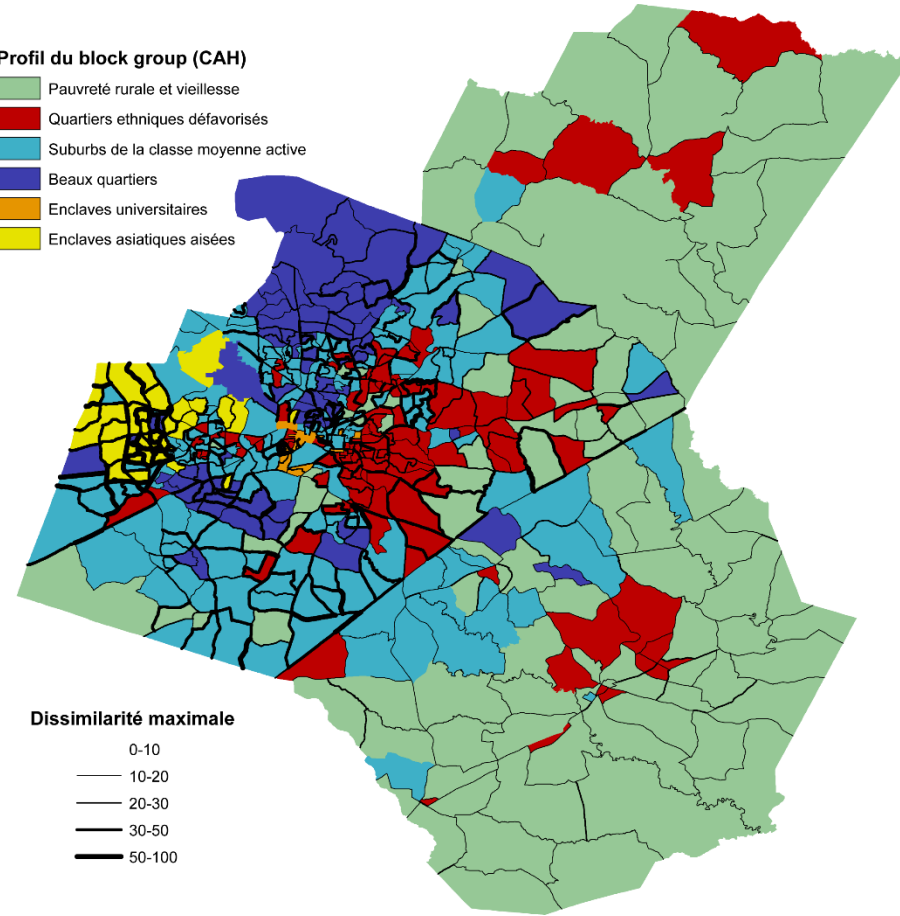 Profil du block group (CAH)
Pauvreté rurale et vieillesse
Quartiers ethniques défavorisés
Suburbs de la classe moyenne active
Beaux quartiers
Enclaves universitaires
Enclaves asiatiques aisées
Dissimilarité maximale
0-10
10-20
20-30
30-50
50-100